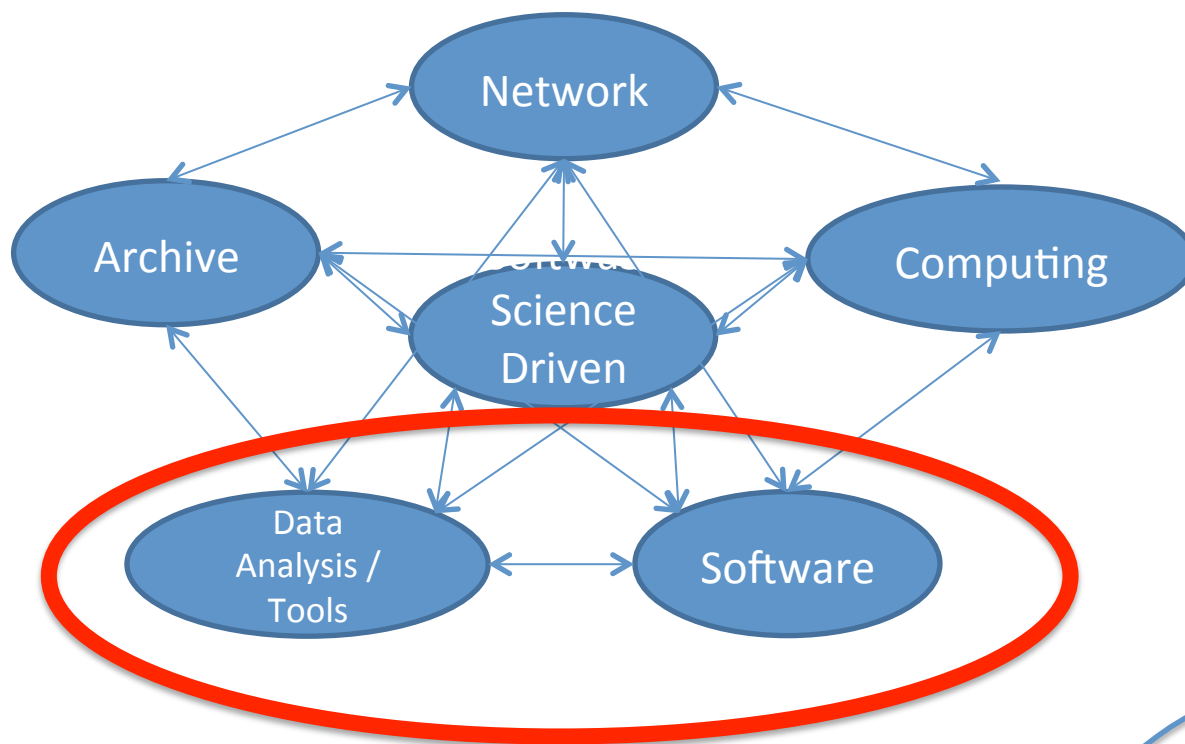 Network
Archive
Computing
Science
Driven
Data
Analysis /
Tools
Software